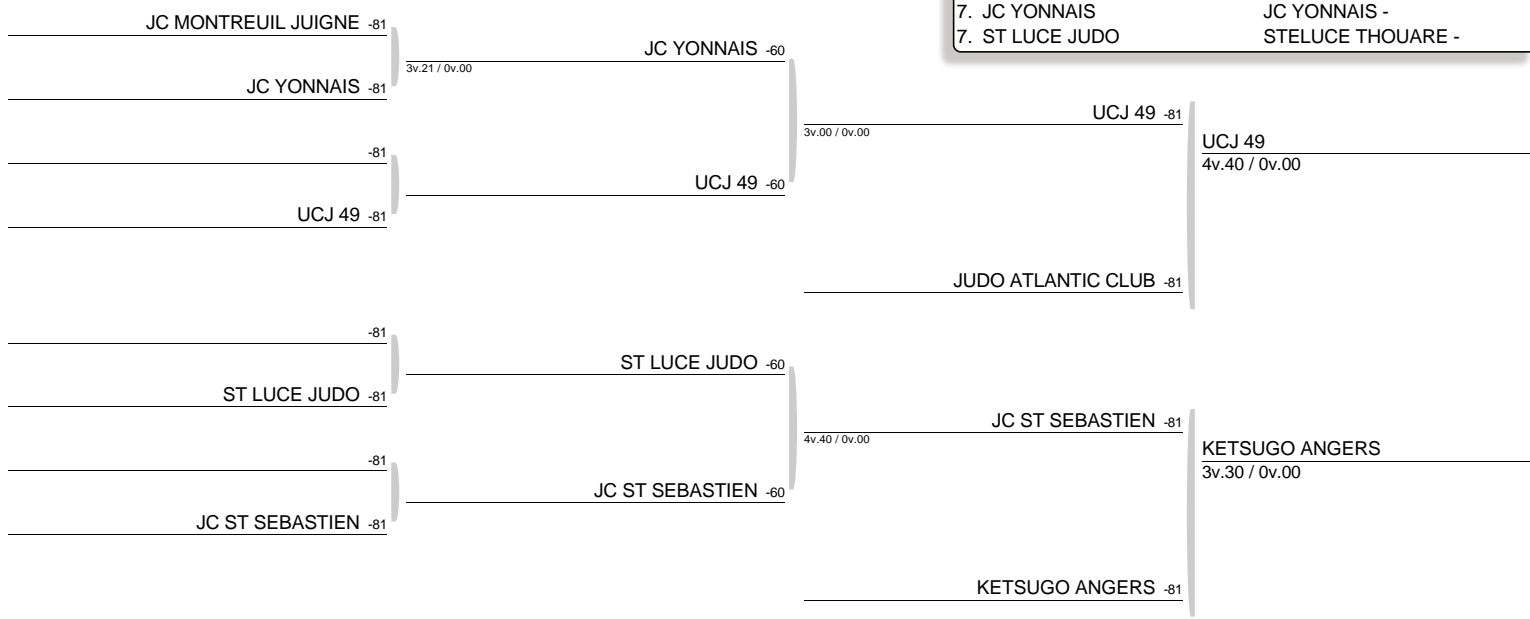 7. JC YONNAIS JC YONNAIS -
7. ST LUCE JUDO STELUCE THOUARE -
JC MONTREUIL JUIGNE -81
JC YONNAIS -60
3v.21 / 0v.00
JC YONNAIS -81
UCJ 49 -81
3v.00 / 0v.00
UCJ 49
4v.40 / 0v.00
-81
UCJ 49 -60
UCJ 49 -81
JUDO ATLANTIC CLUB -81
-81
ST LUCE JUDO -60
ST LUCE JUDO -81
JC ST SEBASTIEN -81
4v.40 / 0v.00
KETSUGO ANGERS
3v.30 / 0v.00
-81
JC ST SEBASTIEN -60
JC ST SEBASTIEN -81
KETSUGO ANGERS -81